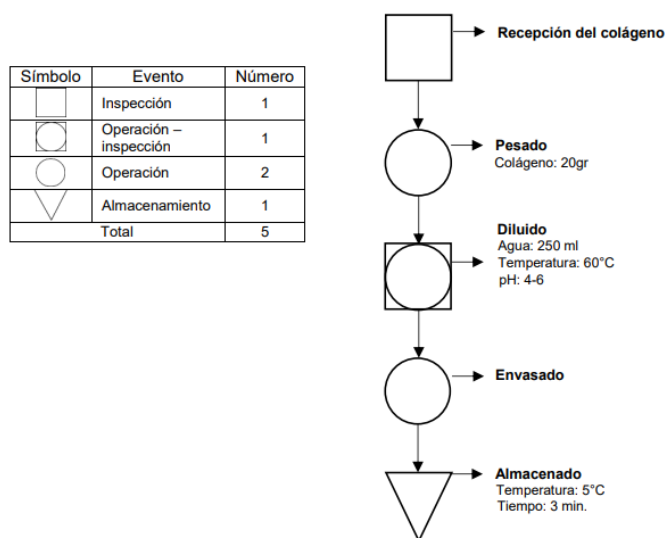 Símbolo Evento Número
Inspección 1
Operación –
inspección 1
Operación 2
Almacenamiento 1
Total 5
Recepción del colágeno
Pesado
Colágeno: 20gr
Diluido
Agua: 250 ml
Temperatura: 60°C
pH: 4-6
Envasado
Almacenado
Temperatura: 5°C
Tiempo: 3 min.